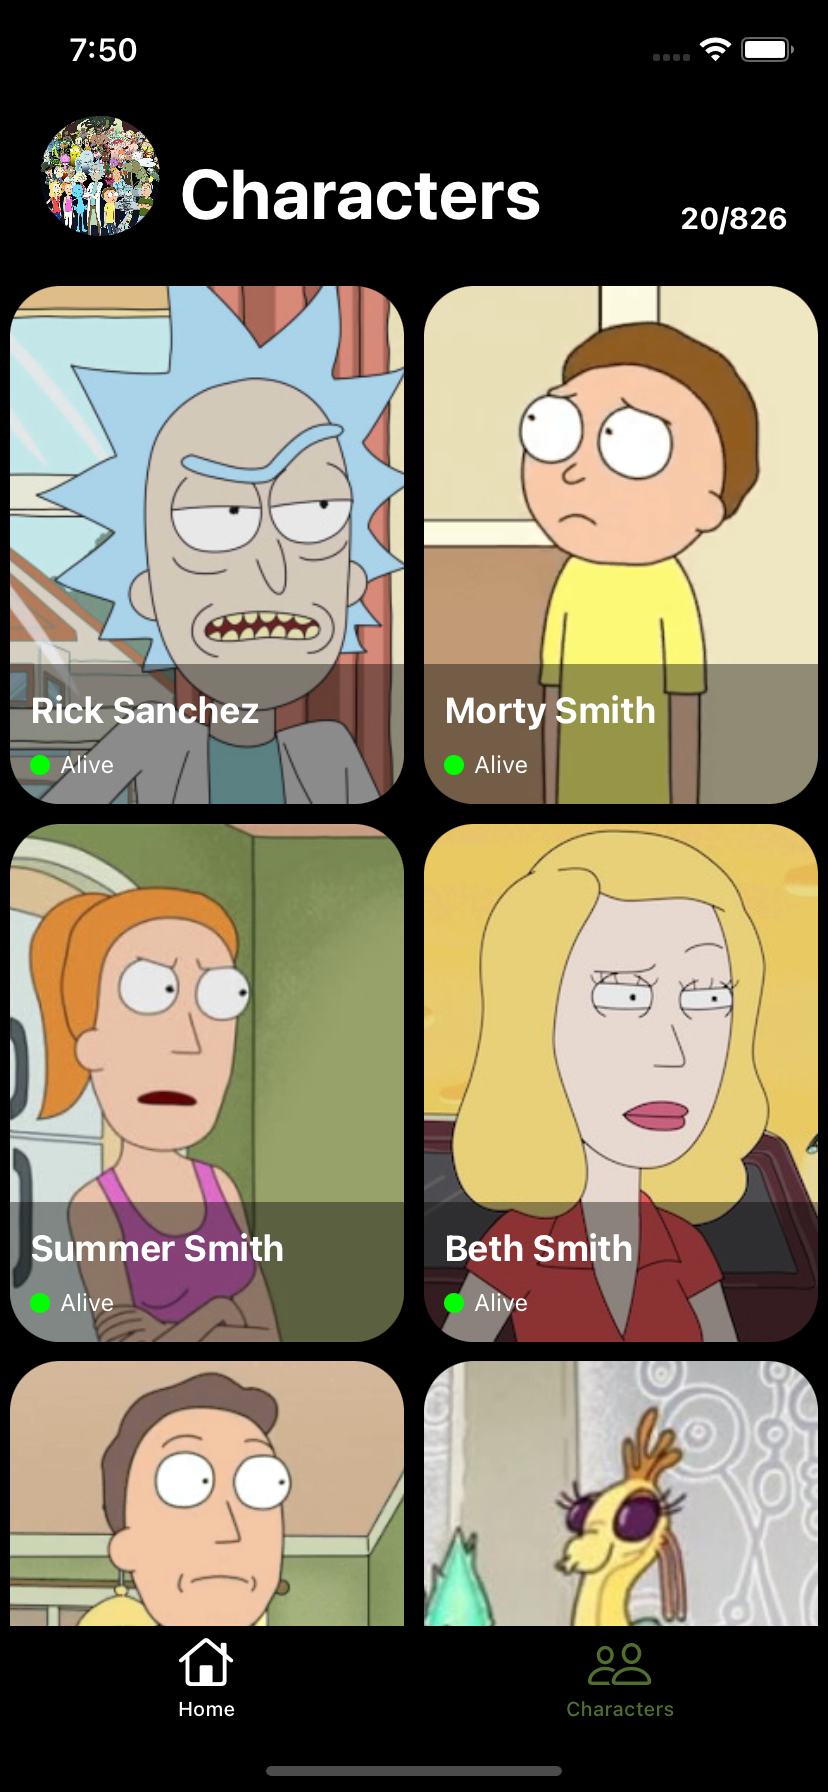 7:50
Characters
20/826
Rick Sanchez
Alive
Morty Smith
Alive
Summer Smith
Alive
Beth Smith
Alive
Home
Characters